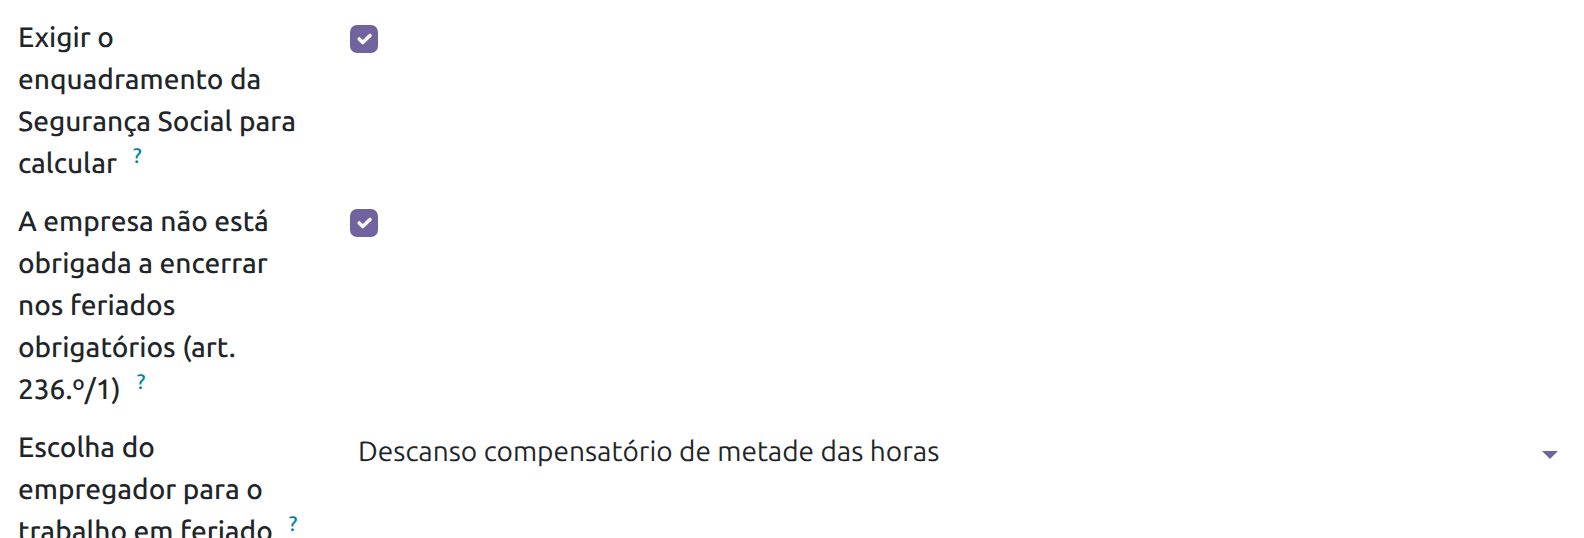 Exigir o
enquadramento da
Segurança Social para
calcular ?
A empresa não está
obrigada a encerrar
nos feriados
obrigatórios (art.
236.º/1) ?
Escolha do
Descanso compensatório de metade das horas
empregador para o
trabalho em feriado ?